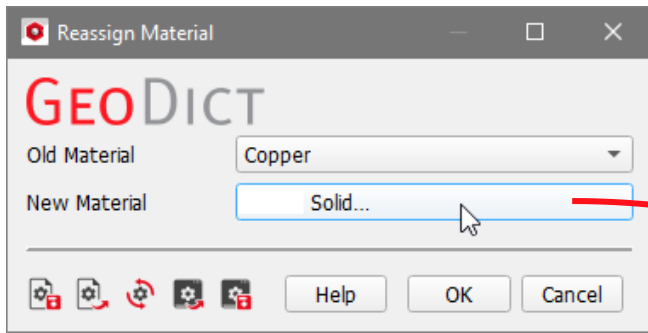 Reassign Material
GEODICT
Old Material Copper
New Material Solid...
Help OK Cancel